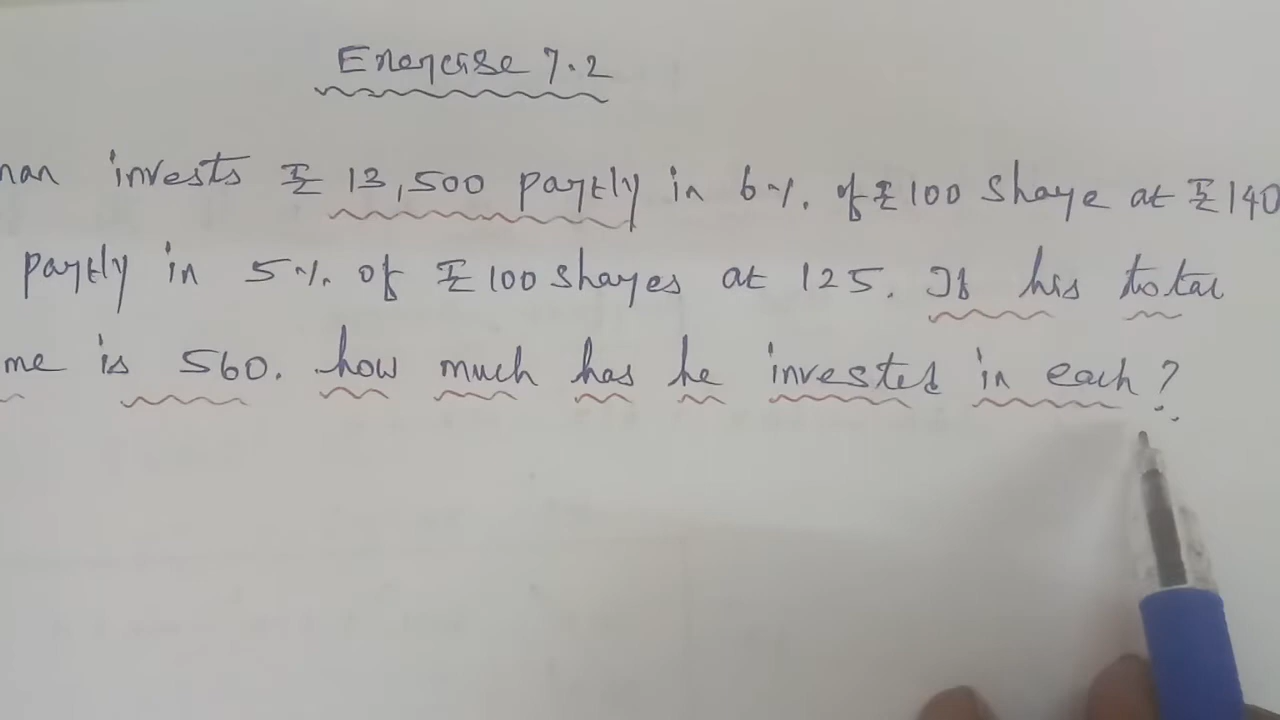 Exercise 7.2
man invests ₹ 13,500 partly in 6%. of ₹100 Share at ₹140
partly in 5%. of ₹100 shares at 125. If his total
me is 560. how much has he invested in each?